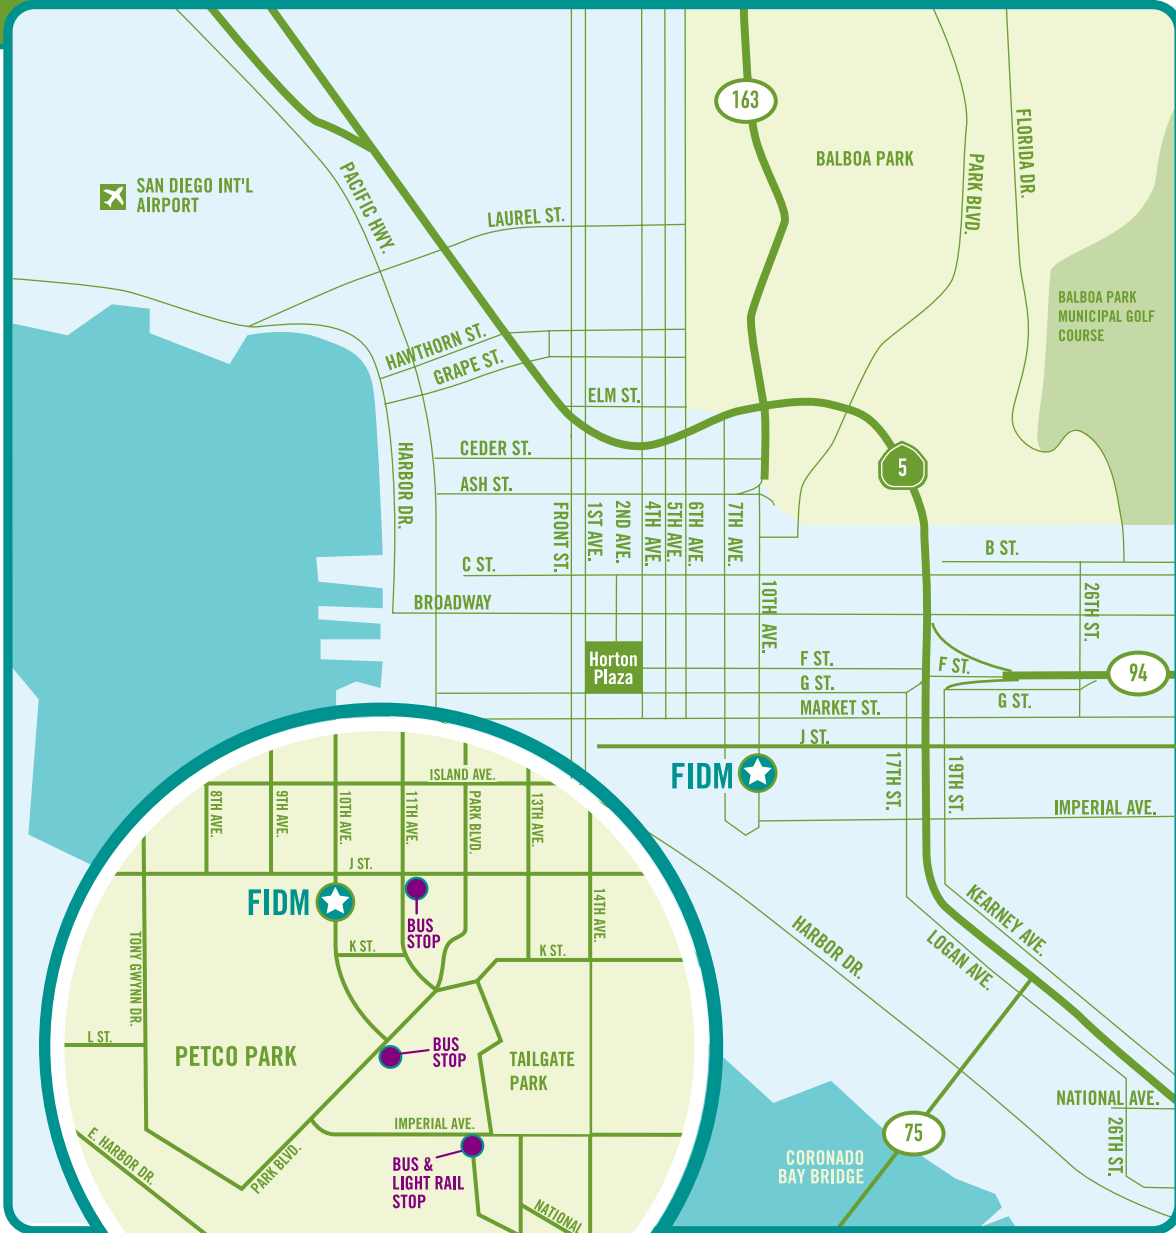 163
BALBOA PARK
PARK BLVD.
FLORIDA DR.
SAN DIEGO INT'L
AIRPORT
PACIFIC HWY.
LAUREL ST.
BALBOA PARK
MUNICIPAL GOLF
COURSE
HAWTHORN ST.
GRAPE ST.
ELM ST.
HARBOR DR.
CEDER ST.
ASH ST.
5
FRONT ST.
1ST AVE.
2ND AVE.
4TH AVE.
5TH AVE.
6TH AVE.
7TH AVE.
B ST.
C ST.
BROADWAY
10TH AVE.
26TH ST.
Horton
Plaza
F ST.
F ST.
94
G ST.
G ST.
MARKET ST.
J ST.
FIDM
17TH ST.
19TH ST.
IMPERIAL AVE.
KEARNEY AVE.
LOGAN AVE.
HARBOR DR.
NATIONAL AVE.
26TH ST.
75
CORONADO
BAY BRIDGE
ISLAND AVE.
8TH AVE.
9TH AVE.
10TH AVE.
11TH AVE.
PARK BLVD.
13TH AVE.
J ST.
14TH AVE.
FIDM
BUS
STOP
K ST.
K ST.
TONY GWYNN DR.
L ST.
PETCO PARK
BUS
STOP
TAILGATE
PARK
IMPERIAL AVE.
E. HARBOR DR.
PARK BLVD.
BUS &
LIGHT RAIL
STOP
NATIONAL